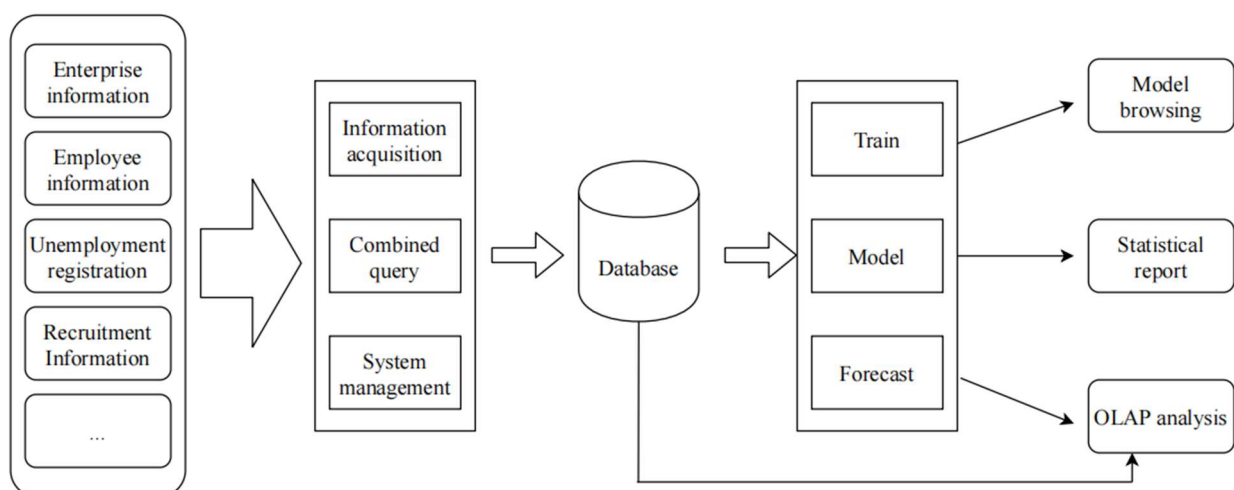 Enterprise
information
Employee
information
Unemployment
registration
Recruitment
Information
...
Information
acquisition
Combined
query
System
management
Database
Train
Model
Forecast
Model
browsing
Statistical
report
OLAP analysis